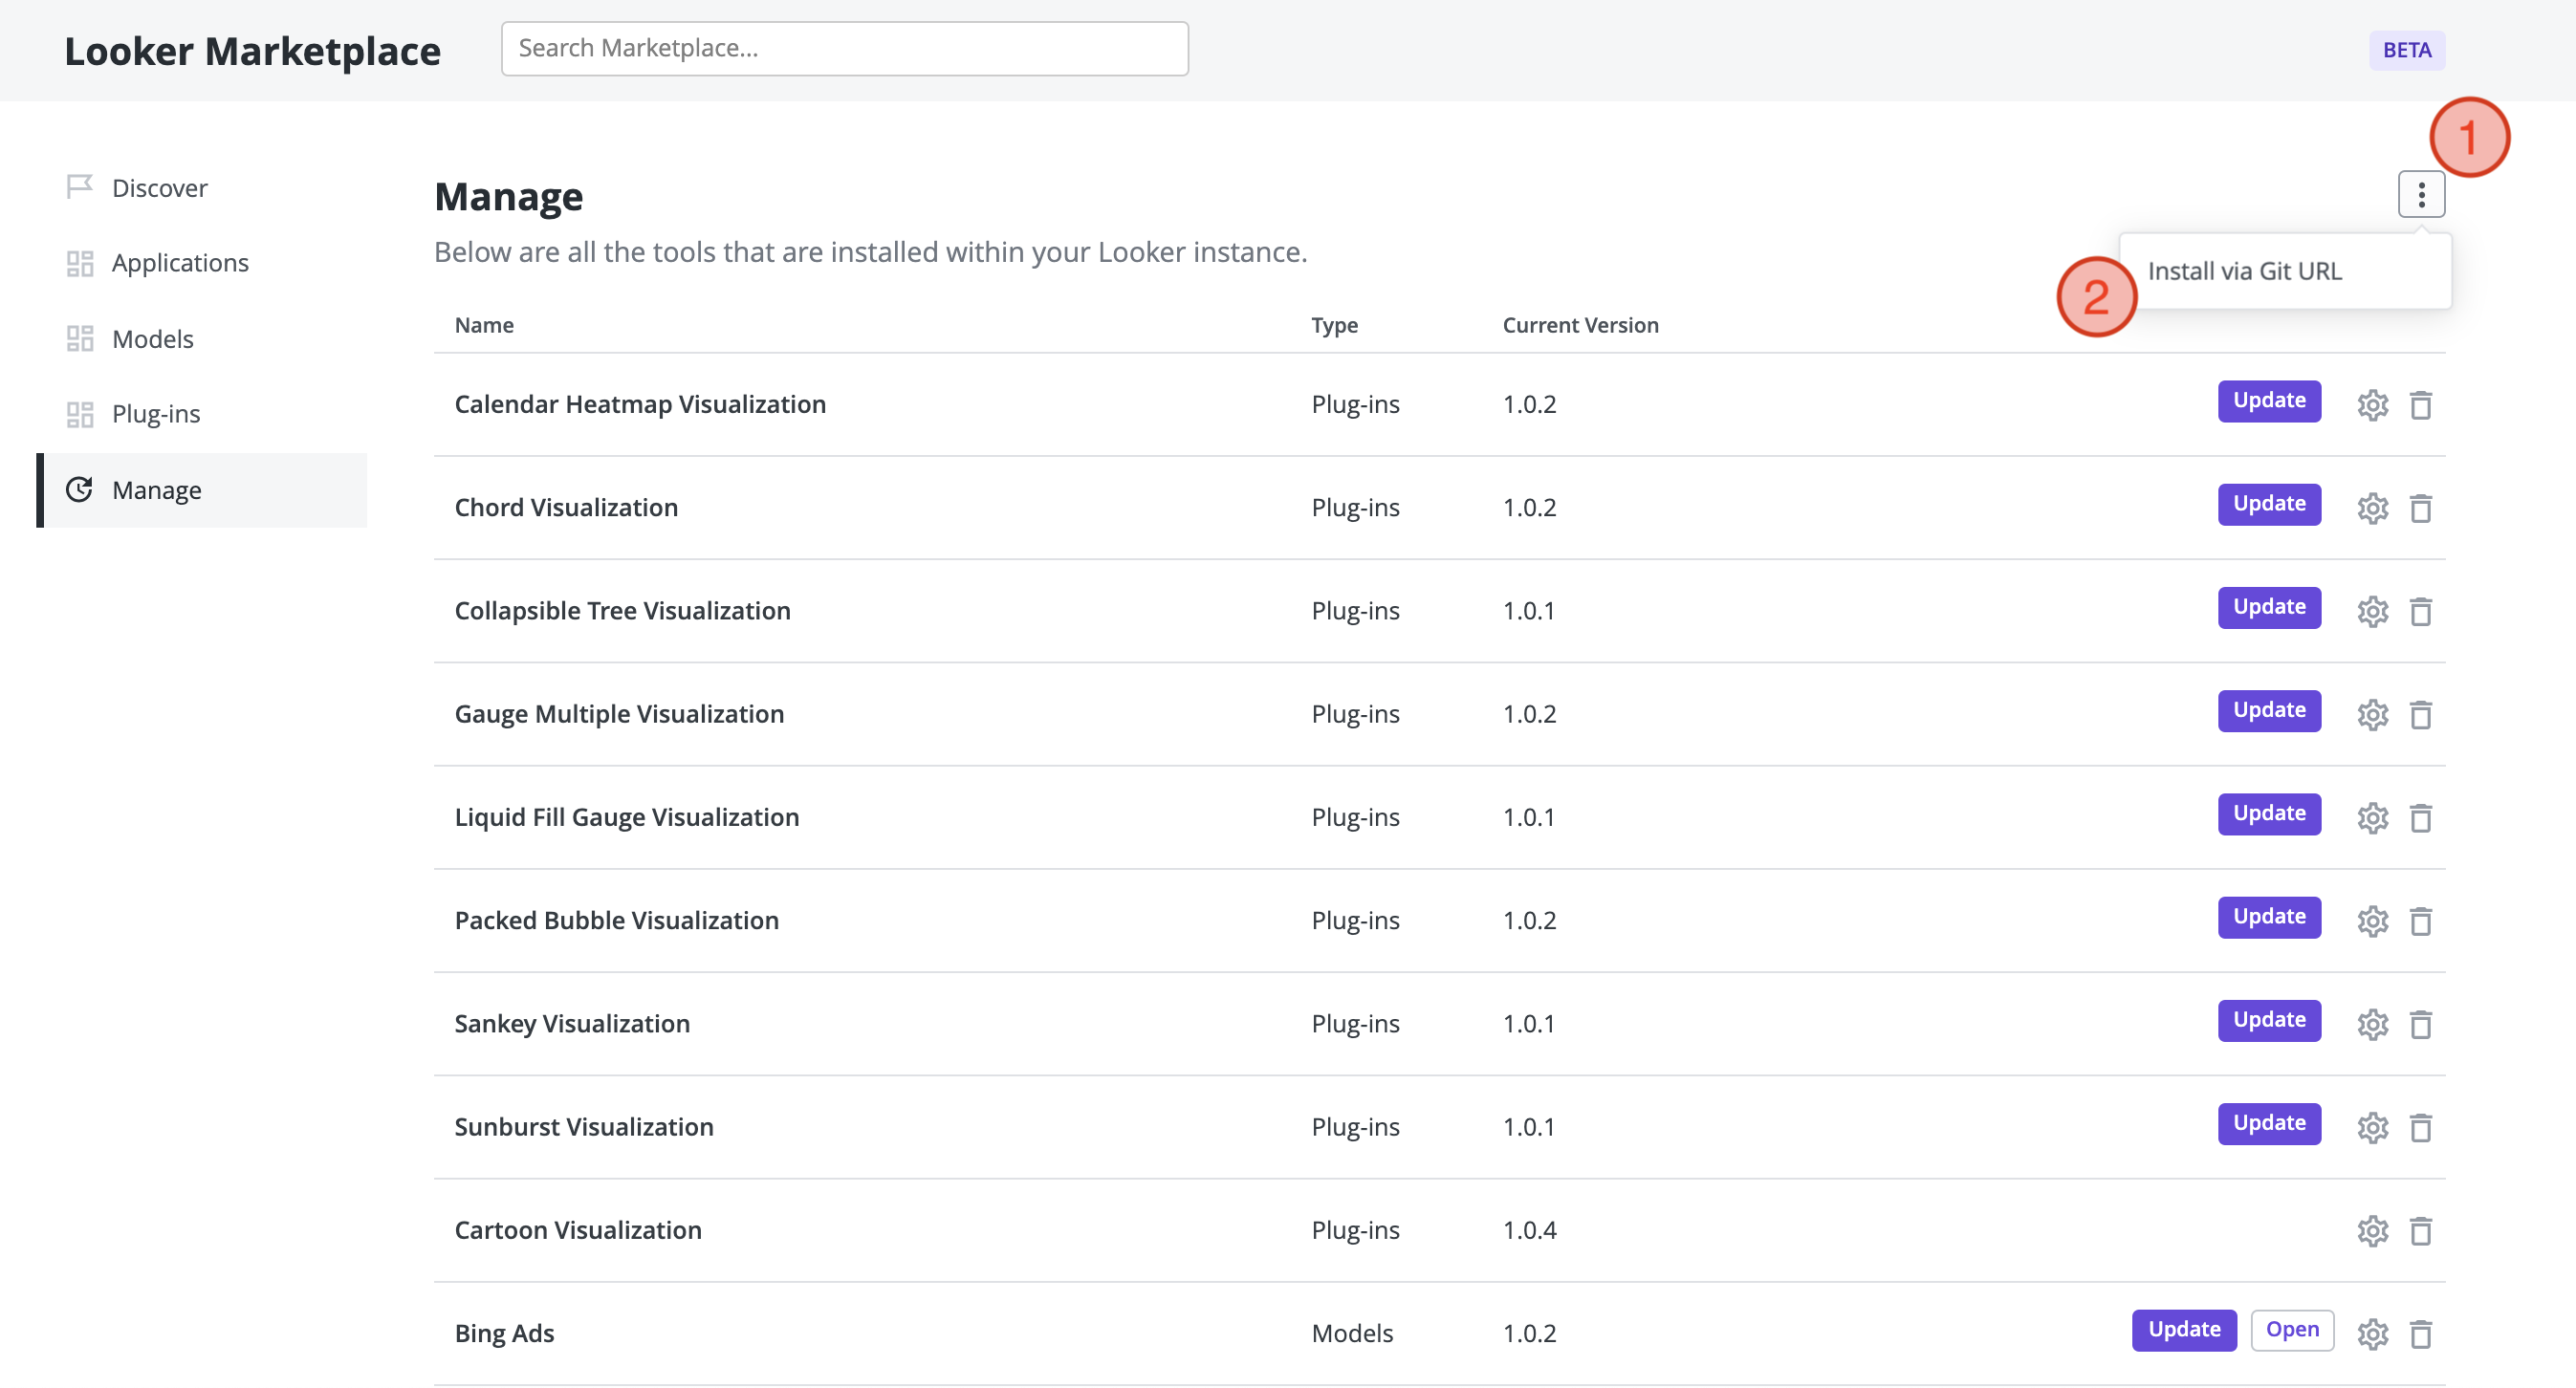 Looker Marketplace
Search Marketplace...
BETA
1
Discover
Applications
Models
Plug-ins
Manage
Manage
Below are all the tools that are installed within your Looker instance.
Install via Git URL
2
Name Type Current Version
Calendar Heatmap Visualization Plug-ins 1.0.2 Update
Chord Visualization Plug-ins 1.0.2 Update
Collapsible Tree Visualization Plug-ins 1.0.1 Update
Gauge Multiple Visualization Plug-ins 1.0.2 Update
Liquid Fill Gauge Visualization Plug-ins 1.0.1 Update
Packed Bubble Visualization Plug-ins 1.0.2 Update
Sankey Visualization Plug-ins 1.0.1 Update
Sunburst Visualization Plug-ins 1.0.1 Update
Cartoon Visualization Plug-ins 1.0.4
Bing Ads Models 1.0.2 Update Open